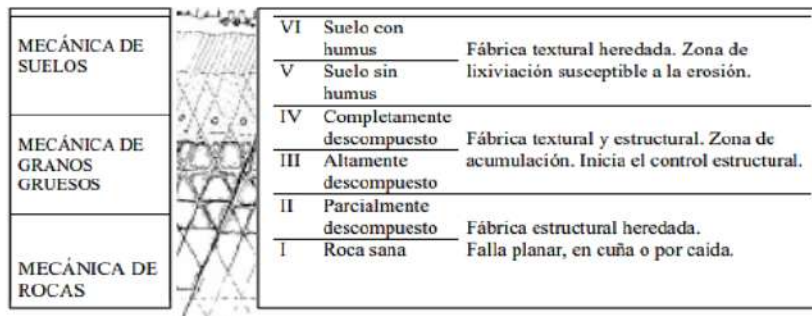 MECÁNICA DE
SUELOS
MECÁNICA DE
GRANOS
GRUESOS
MECÁNICA DE
ROCAS
VI Suelo con
humus
V Suelo sin
humus
Fábrica textural heredada. Zona de
lixiviación susceptible a la erosión.
IV Completamente
descompuesto
III Altamente
descompuesto
Fábrica textural y estructural. Zona de
acumulación. Inicia el control estructural.
II Parcialmente
descompuesto
I Roca sana
Fábrica estructural heredada.
Falla planar, en cuña o por caida.